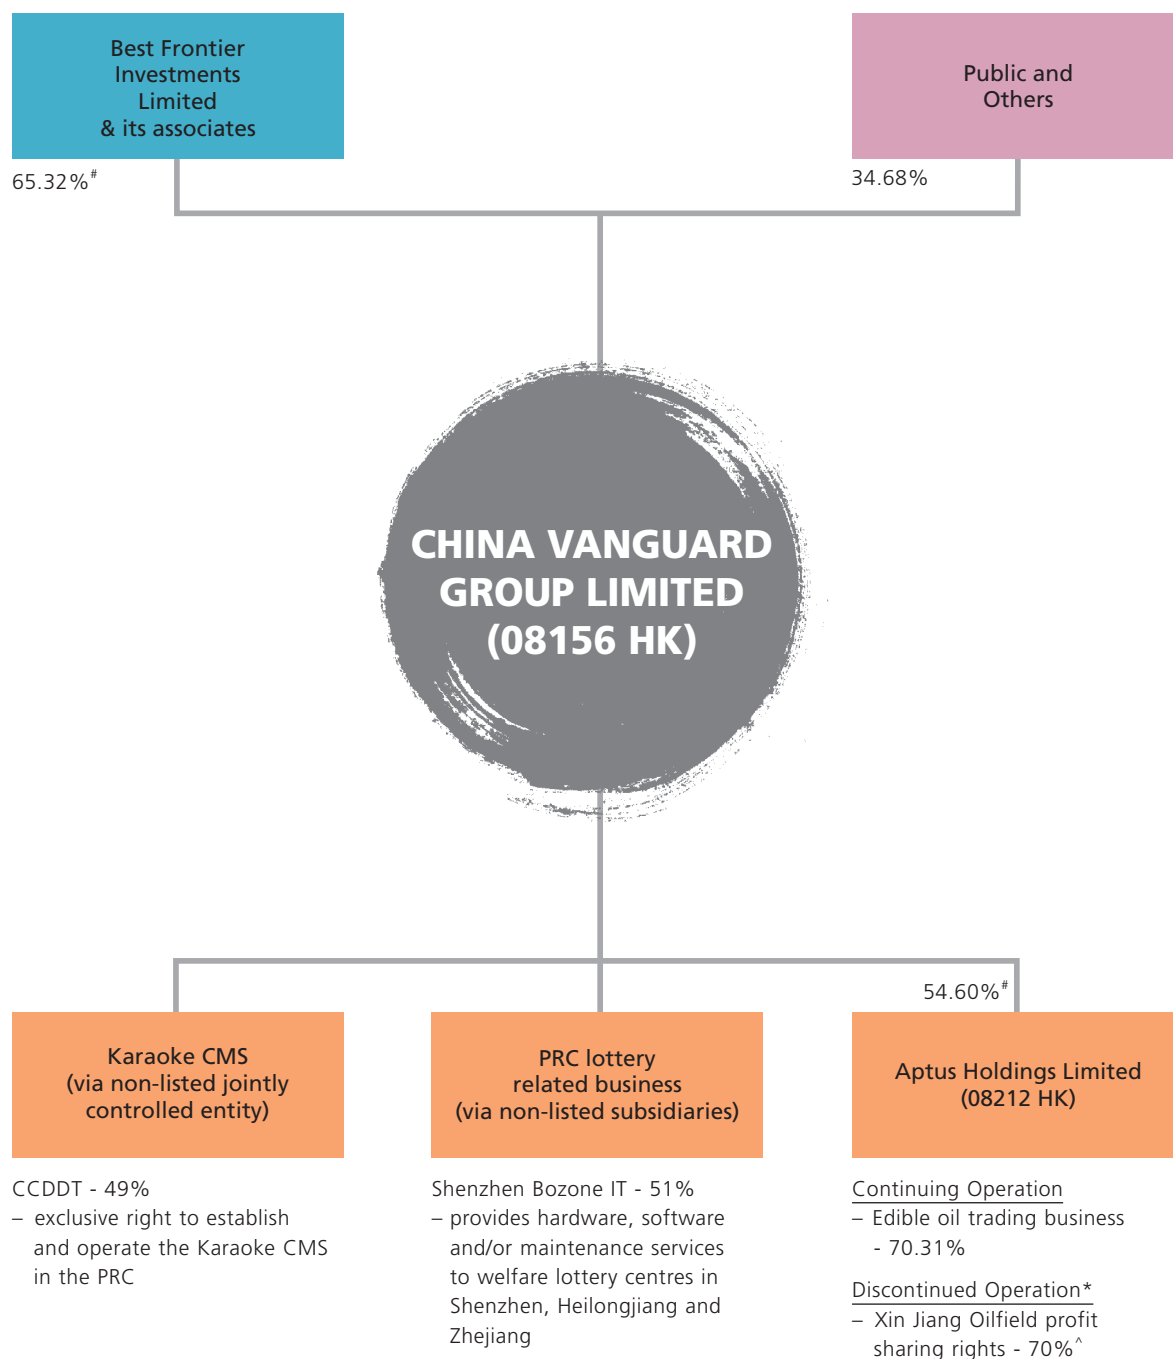 Best Frontier
Investments
Limited
& its associates
Public and
Others
65.32%#
34.68%
CHINA VANGUARD
GROUP LIMITED
(08156 HK)
54.60%#
Karaoke CMS
(via non-listed jointly
controlled entity)
PRC lottery
related business
(via non-listed subsidiaries)
Aptus Holdings Limited
(08212 HK)
CCDDT - 49%
– exclusive right to establish
and operate the Karaoke CMS
in the PRC
Shenzhen Bozone IT - 51%
– provides hardware, software
and/or maintenance services
to welfare lottery centres in
Shenzhen, Heilongjiang and
Zhejiang
Continuing Operation
– Edible oil trading business
- 70.31%
Discontinued Operation*
– Xin Jiang Oilfield profit
sharing rights - 70%^